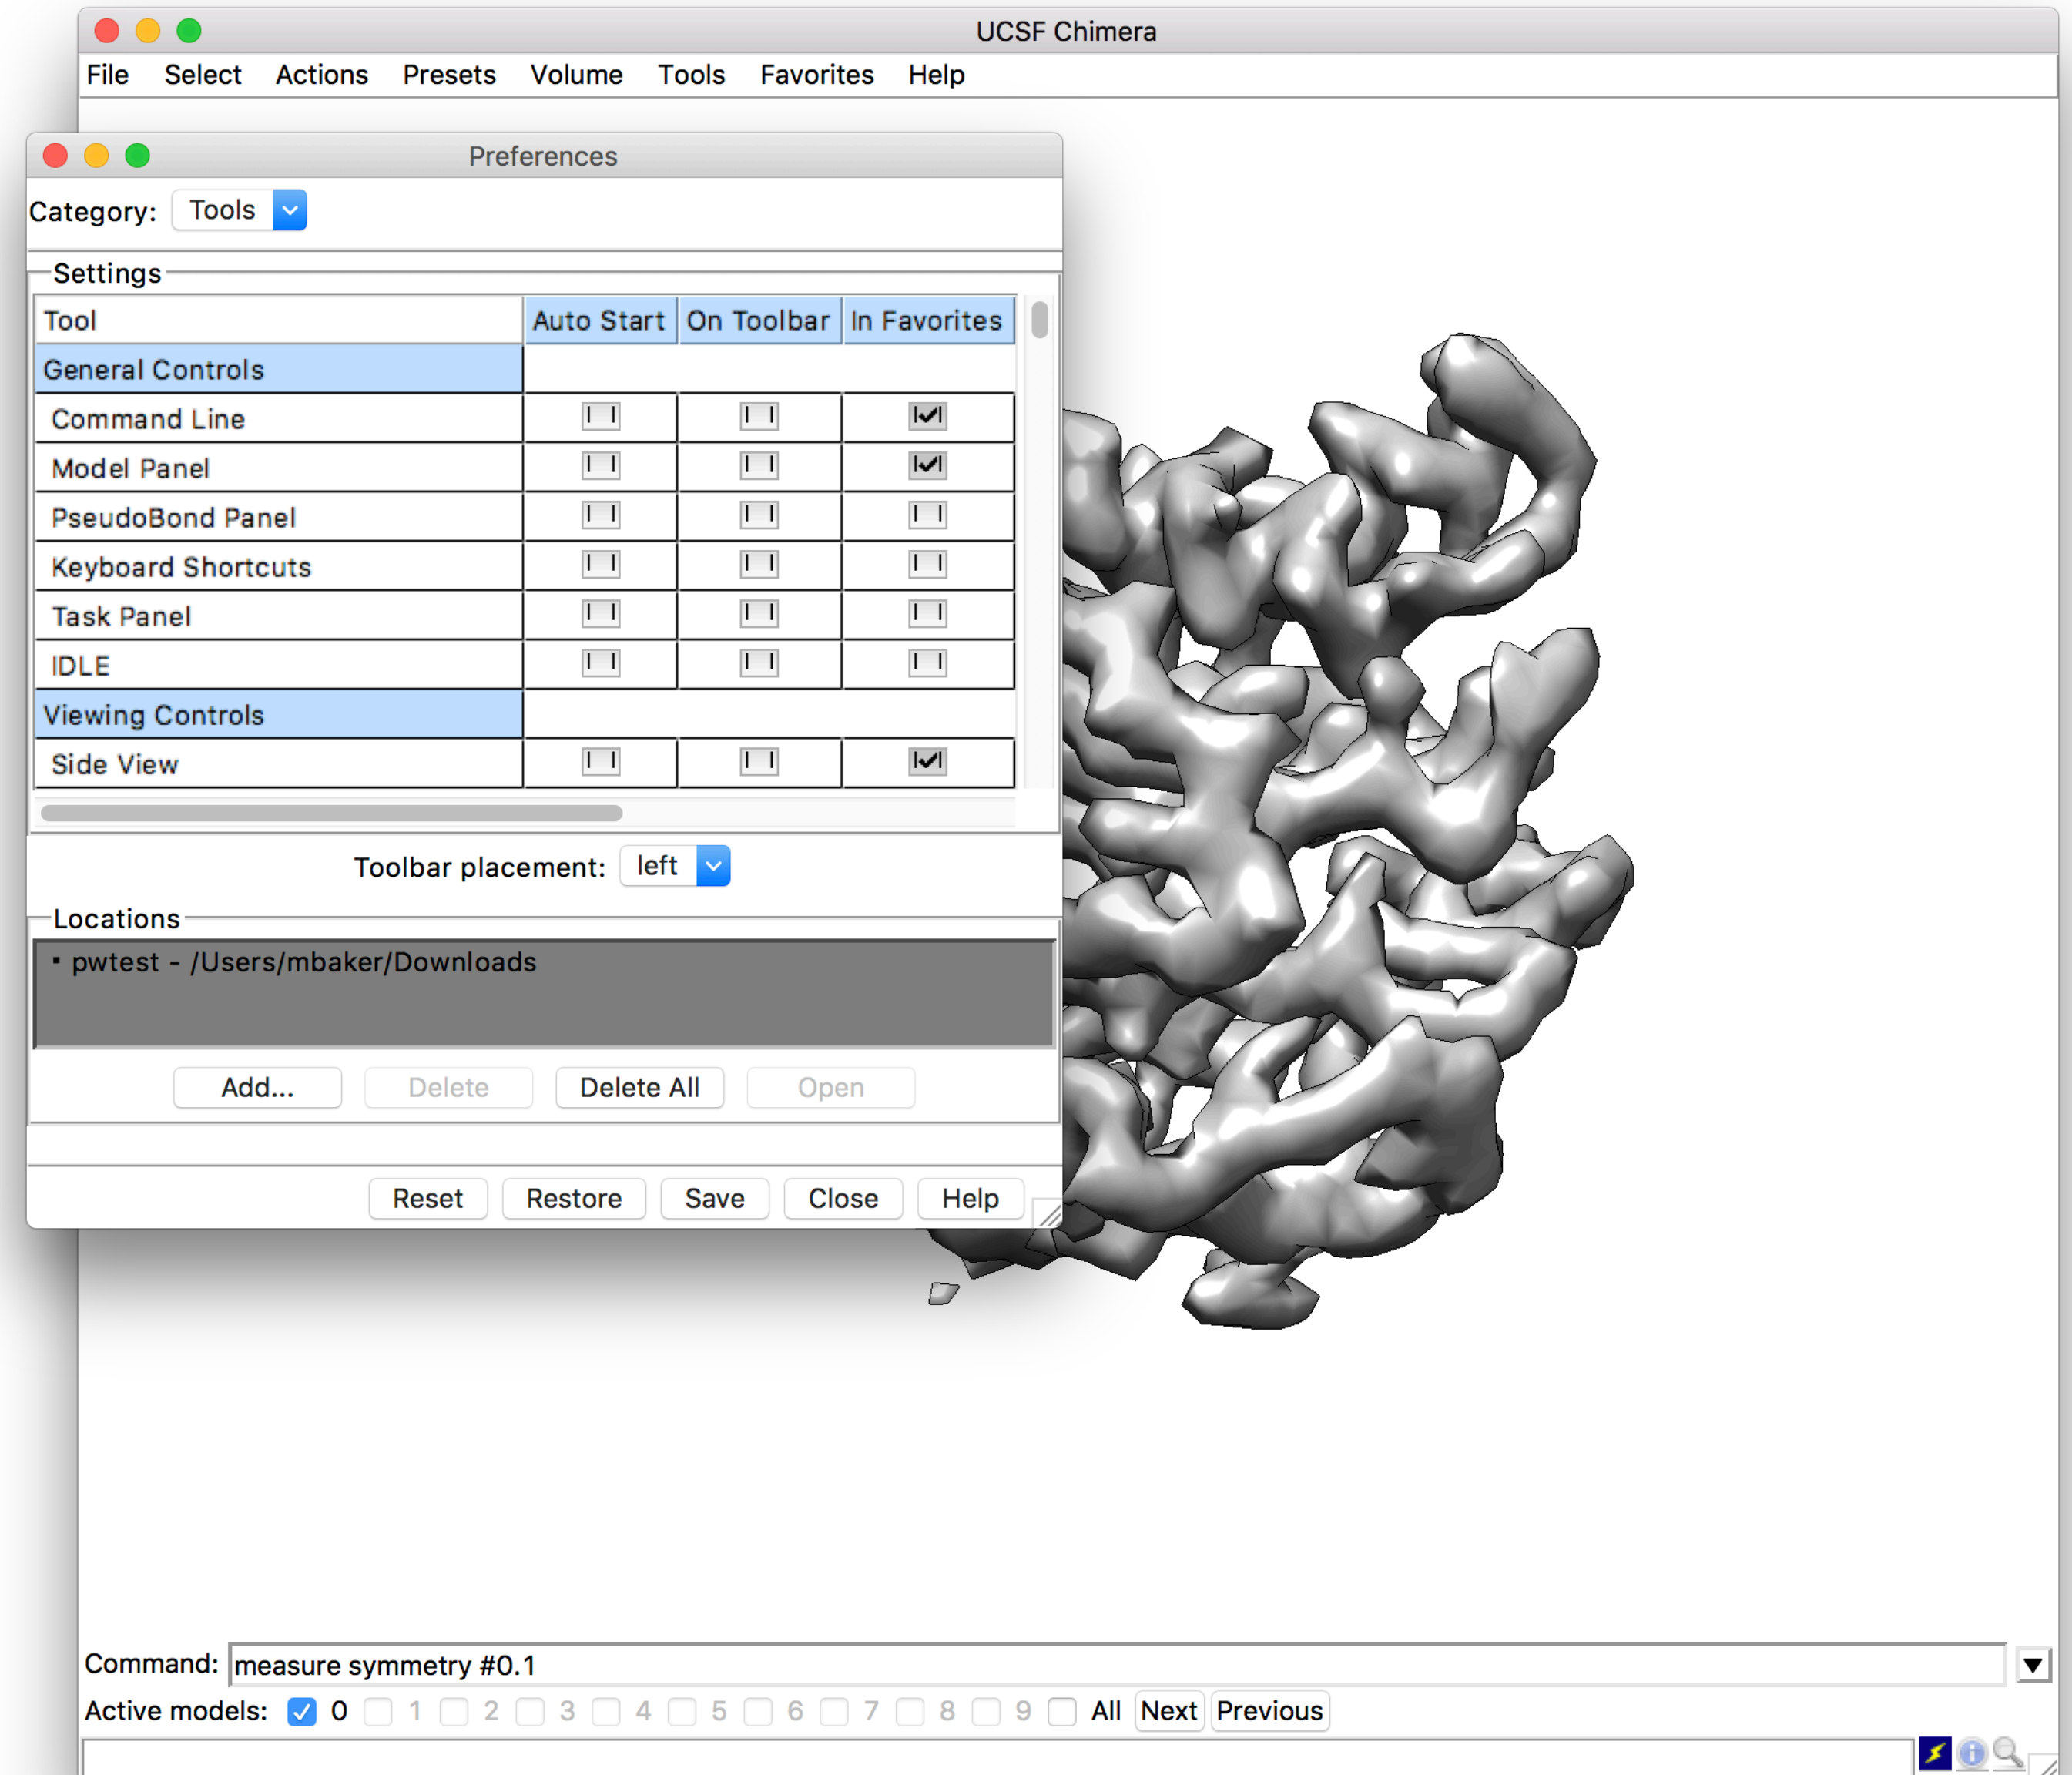 UCSF Chimera
File Select Actions Presets Volume Tools Favorites Help
Preferences
Category: Tools
Settings
Tool Auto Start On Toolbar In Favorites
General Controls
Command Line
Model Panel
PseudoBond Panel
Keyboard Shortcuts
Task Panel
IDLE
Viewing Controls
Side View
Toolbar placement: left
Locations
pwtest - /Users/mbaker/Downloads
Add... Delete Delete All Open
Reset Restore Save Close Help
Command: measure symmetry #0.1
Active models: 0 1 2 3 4 5 6 7 8 9 All Next Previous